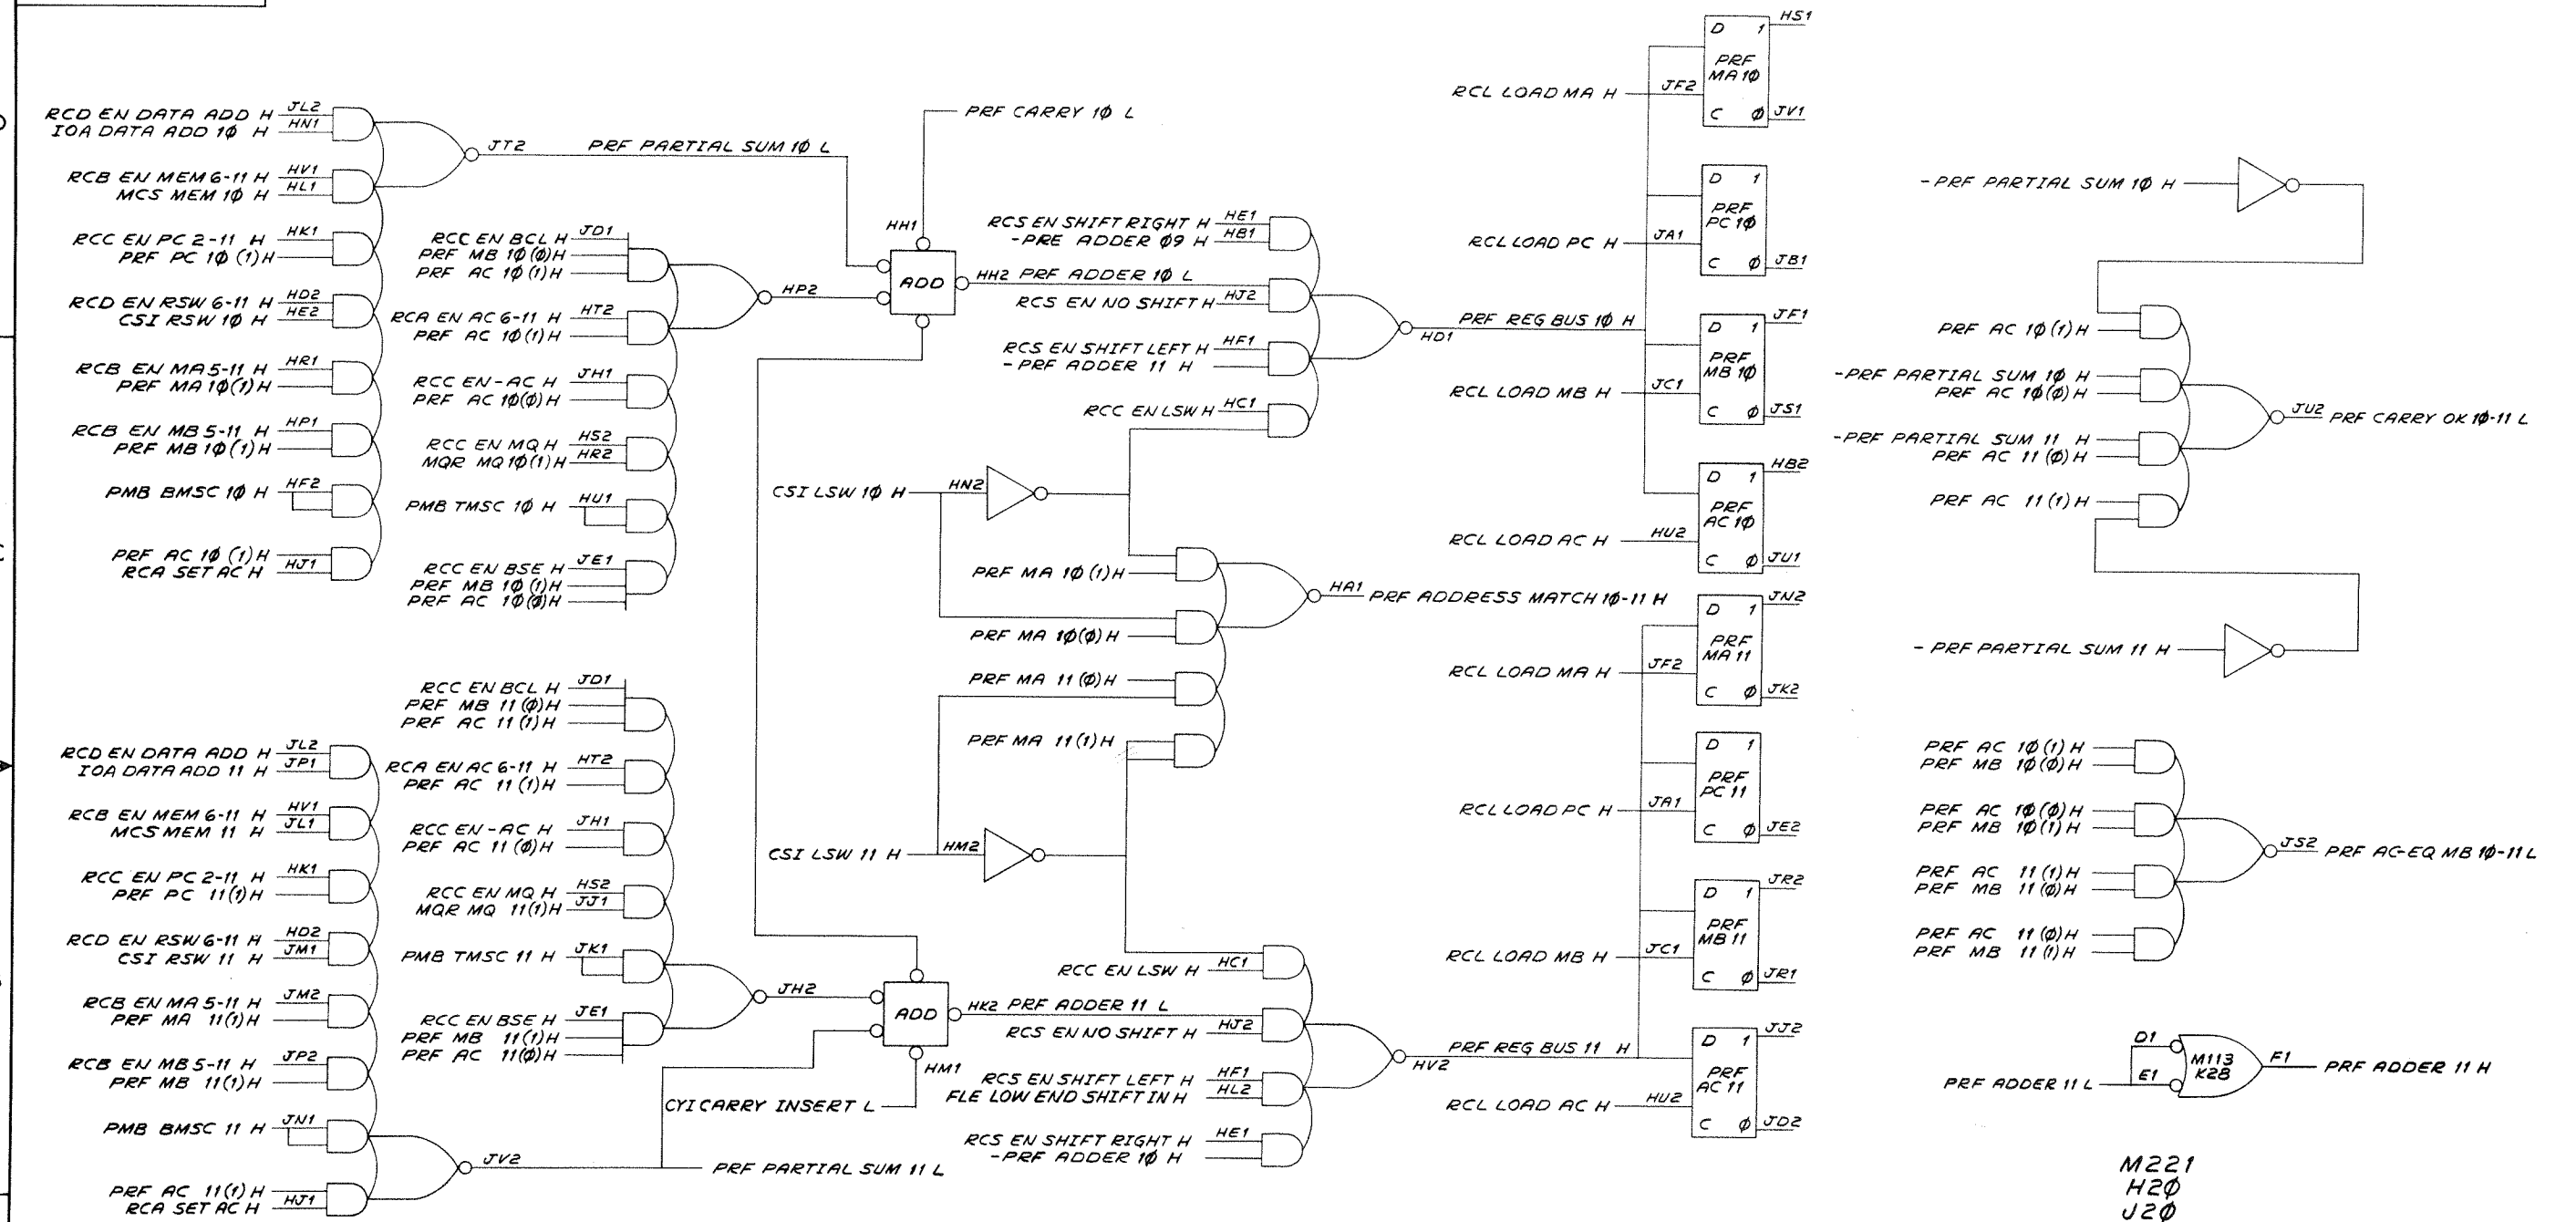 RCD EN DATA ADD H JL2
IOA DATA ADD 1Ø H HN1
RCB EN MEM 6-11 H HV1
MCS MEM 1Ø H HL1
RCC EN PC 2-11 H HK1
PRF PC 1Ø (1) H
RCD EN RSW 6-11 H HD2
CSI RSW 1Ø H HE2
RCB EN MA 5-11 H HR1
PRF MA 1Ø(1) H
RCB EN MB 5-11 H HP1
PRF MB 1Ø(1) H
PMB BMSC 1Ø H HF2
PRF AC 1Ø (1) H
RCA SET AC H HJ1
JT2 PRF PARTIAL SUM 1Ø L
RCC EN BCL H JD1
PRF MB 1Ø(Ø) H
PRF AC 1Ø(1) H
RCA EN AC 6-11 H HT2
PRF AC 1Ø(1) H
RCC EN -AC H JH1
PRF AC 1Ø(Ø) H
RCC EN MQ H HS2
MQR MQ 1Ø(1) H HR2
PMB TMSC 1Ø H HU1
RCC EN BSE H JE1
PRF MB 1Ø(1) H
PRF AC 1Ø(Ø) H
HP2
PRF CARRY 1Ø L
HH1
ADD
HH2 PRF ADDER 1Ø L
RCS EN SHIFT RIGHT H HE1
-PRE ADDER Ø9 H HB1
RCS EN NO SHIFT H HJ2
RCS EN SHIFT LEFT H HF1
-PRF ADDER 11 H
RCC EN LSW H HC1
HD1
PRF REG BUS 1Ø H
CSI LSW 1Ø H HN2
PRF MA 1Ø (1) H
PRF MA 1Ø(Ø) H
PRF MA 11 (Ø) H
PRF MA 11(1) H
HA1 PRF ADDRESS MATCH 1Ø-11 H
CSI LSW 11 H HM2
RCL LOAD MA H JF2
D 1 HS1
PRF
MA 1Ø
C Ø JV1
RCL LOAD PC H JA1
D 1
PRF
PC 1Ø
C Ø JB1
RCL LOAD MB H JC1
D 1 JF1
PRF
MB 1Ø
C Ø JS1
RCL LOAD AC H HU2
D 1 HB2
PRF
AC 1Ø
C Ø JU1
RCL LOAD MA H JF2
D 1 JN2
PRF
MA 11
C Ø JK2
RCL LOAD PC H JA1
D 1
PRF
PC 11
C Ø JE2
RCL LOAD MB H JC1
D 1 JR2
PRF
MB 11
C Ø JR1
RCL LOAD AC H HU2
D 1 JJ2
PRF
AC 11
C Ø JD2
RCD EN DATA ADD H JL2
IOA DATA ADD 11 H JP1
RCB EN MEM 6-11 H HV1
MCS MEM 11 H JL1
RCC EN PC 2-11 H HK1
PRF PC 11(1) H
RCD EN RSW 6-11 H HD2
CSI RSW 11 H JM1
RCB EN MA 5-11 H JM2
PRF MA 11(1) H
RCB EN MB 5-11 H JP2
PRF MB 11(1) H
PMB BMSC 11 H JN1
PRF AC 11(1) H
RCA SET AC H HJ1
JV2
PRF PARTIAL SUM 11 L
RCC EN BCL H JD1
PRF MB 11 (Ø) H
PRF AC 11 (1) H
RCA EN AC 6-11 H HT2
PRF AC 11 (1) H
RCC EN -AC H JH1
PRF AC 11 (Ø) H
RCC EN MQ H HS2
MQR MQ 11(1) H JJ1
PMB TMSC 11 H JK1
RCC EN BSE H JE1
PRF MB 11(1) H
PRF AC 11(Ø) H
JH2
ADD
HM1
CYI CARRY INSERT L
HK2 PRF ADDER 11 L
RCC EN LSW H HC1
RCS EN NO SHIFT H HJ2
RCS EN SHIFT LEFT H HF1
FLE LOW END SHIFT IN H HL2
RCS EN SHIFT RIGHT H HE1
-PRF ADDER 1Ø H
HV2
PRF REG BUS 11 H
-PRF PARTIAL SUM 1Ø H
PRF AC 1Ø (1) H
-PRF PARTIAL SUM 1Ø H
PRF AC 1Ø(Ø) H
-PRF PARTIAL SUM 11 H
PRF AC 11 (Ø) H
PRF AC 11(1) H
JU2 PRF CARRY OK 1Ø-11 L
- PRF PARTIAL SUM 11 H
PRF AC 1Ø(1) H
PRF MB 1Ø(Ø) H
PRF AC 1Ø(Ø) H
PRF MB 1Ø(1) H
PRF AC 11(1) H
PRF MB 11(Ø) H
PRF AC 11(Ø) H
PRF MB 11(1) H
JS2 PRF AC-EQ MB 1Ø-11 L
PRF ADDER 11 L
D1
E1
M113
K28
F1 PRF ADDER 11 H
M221
H2Ø
J2Ø